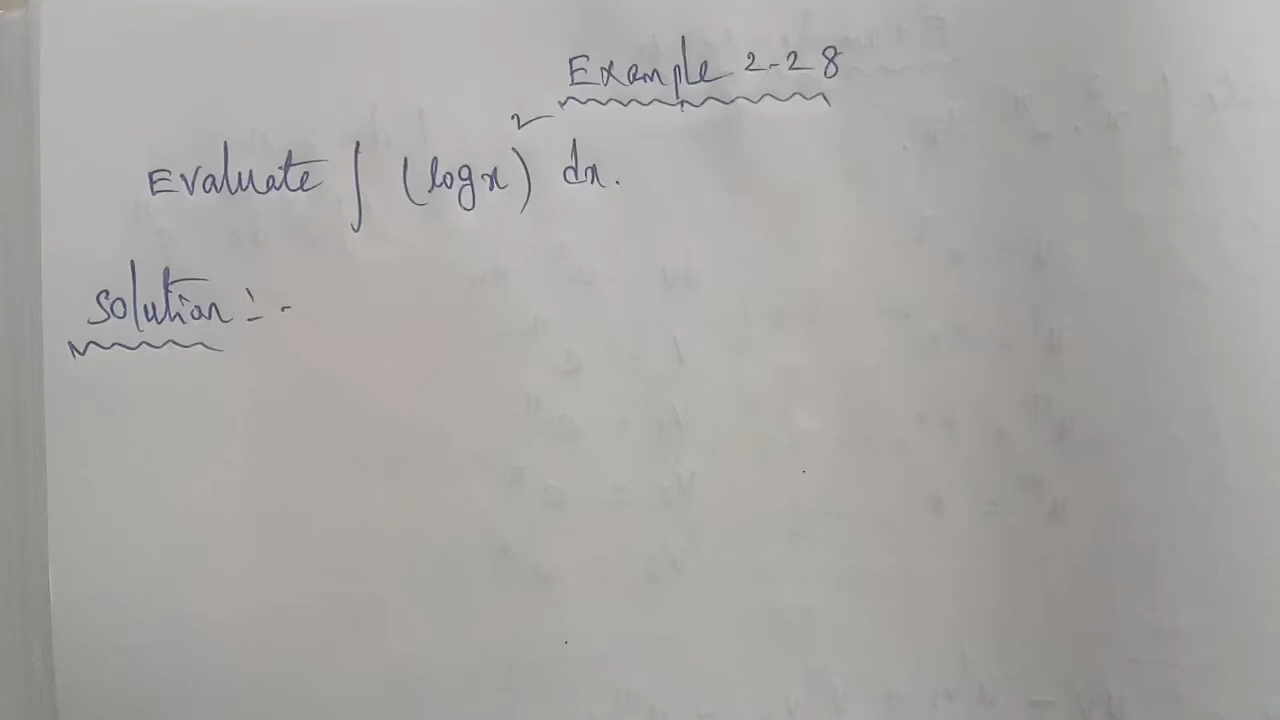 Example 2-28
Evaluate ∫ (log x)² dx.
Solution :-